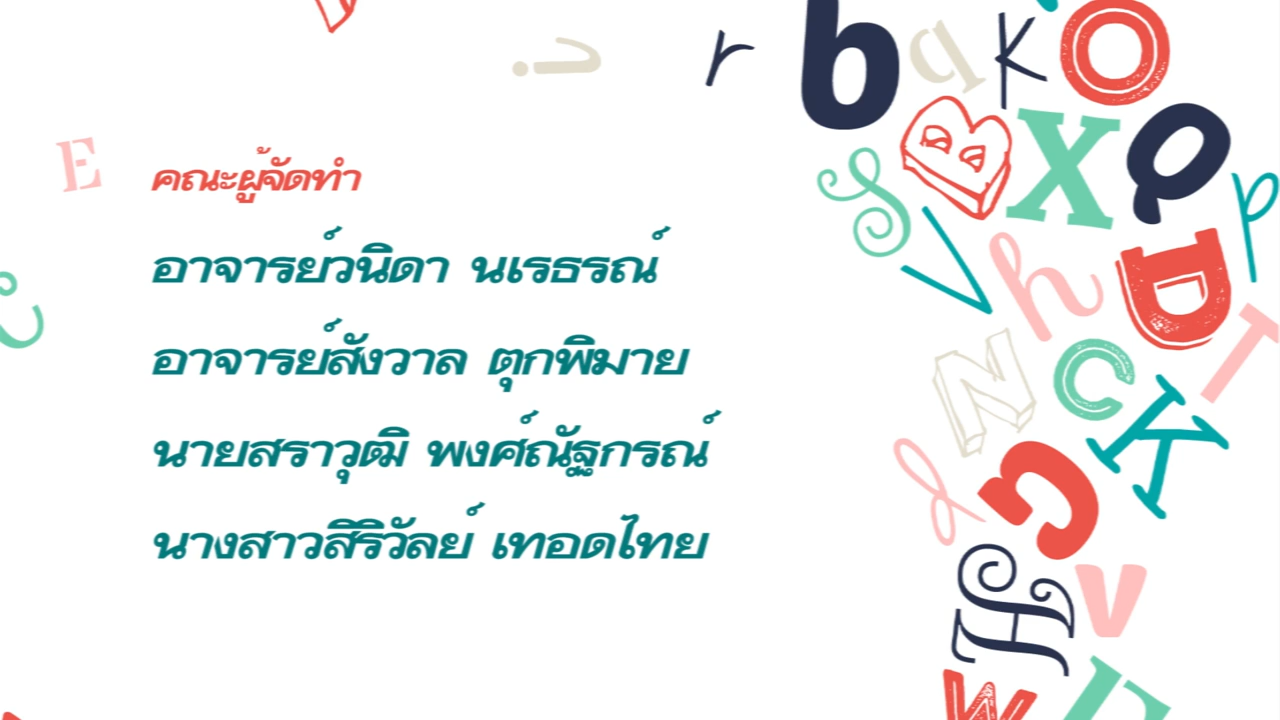 คณะผู้จัดทำ
อาจารย์วนิดา นเรธรณ์
อาจารย์สังวาล ตุกพิมาย
นายสราวุฒิ พงศ์ณัฐกรณ์
นางสาวสิริวัลย์ เทอดไทย